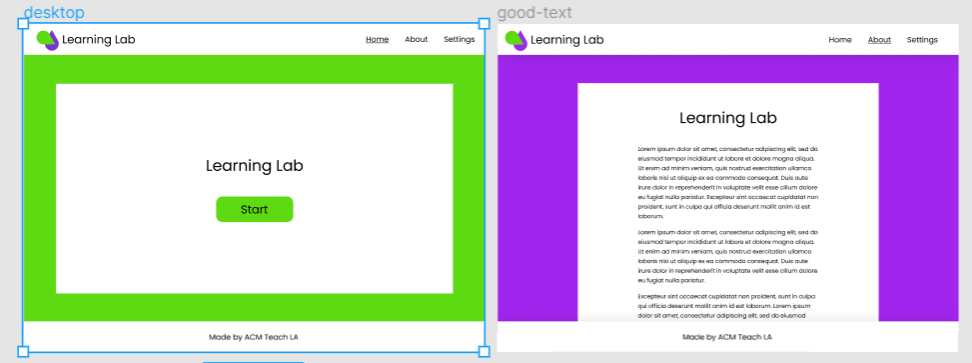 desktop
Learning Lab
Home About Settings
Learning Lab
Start
Made by ACM Teach LA
good-text
Learning Lab
Home About Settings
Learning Lab
Lorem ipsum dolor sit amet, consectetur adipiscing elit, sed do
eiusmod tempor incididunt ut labore et dolore magna aliqua.
Ut enim ad minim veniam, quis nostrud exercitation ullamco
laboris nisi ut aliquip ex ea commodo consequat. Duis aute
irure dolor in reprehenderit in voluptate velit esse cillum dolore
eu fugiat nulla pariatur. Excepteur sint occaecat cupidatat non
proident, sunt in culpa qui officia deserunt mollit anim id est
laborum.
Lorem ipsum dolor sit amet, consectetur adipiscing elit, sed do
eiusmod tempor incididunt ut labore et dolore magna aliqua.
Ut enim ad minim veniam, quis nostrud exercitation ullamco
laboris nisi ut aliquip ex ea commodo consequat. Duis aute
irure dolor in reprehenderit in voluptate velit esse cillum dolore
eu fugiat nulla pariatur.
Excepteur sint occaecat cupidatat non proident, sunt in culpa
qui officia deserunt mollit anim id est laborum. Lorem ipsum
dolor sit amet, consectetur adipiscing elit, sed do eiusmod
Made by ACM Teach LA